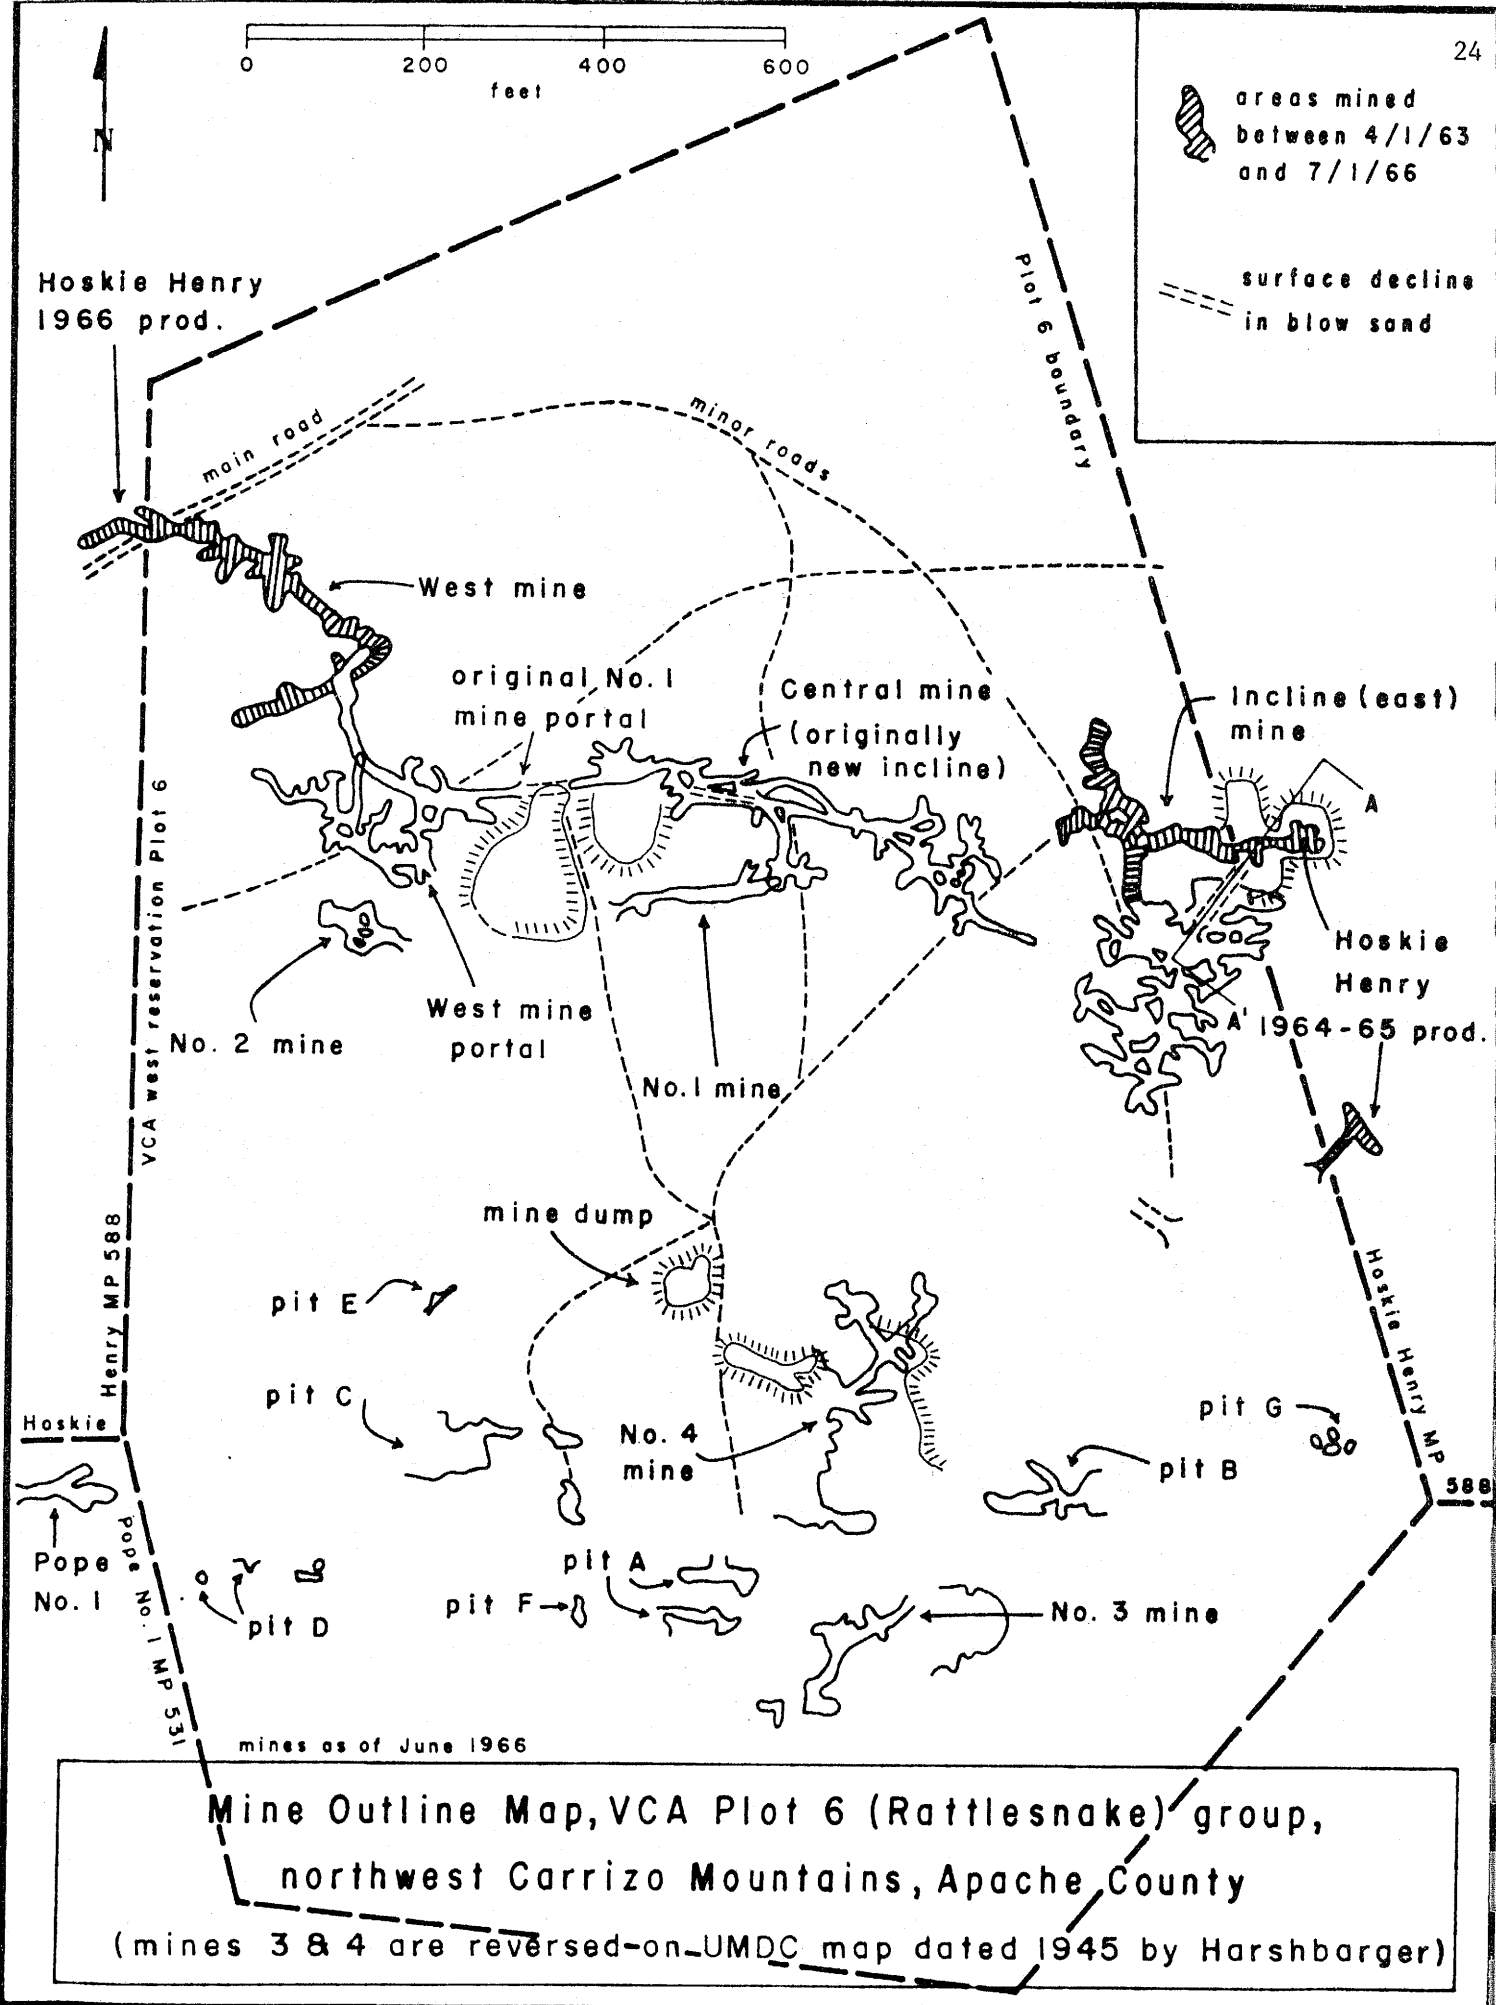 24
0 200 400 600
feet
N
areas mined
between 4/1/63
and 7/1/66
surface decline
in blow sand
Hoskie Henry
1966 prod.
Plot 6 boundary
main road
minor roads
West mine
original No. 1
mine portal
Central mine
(originally
new incline)
Incline (east)
mine
A
VCA west reservation Plot 6
Hoskie
Henry
A' 1964-65 prod.
No. 2 mine
West mine
portal
No. 1 mine
mine dump
Henry MP 588
Hoskie
pit E
pit C
No. 4
mine
pit G
pit B
Hoskie Henry MP
588
Pope
No. 1
Pope No. 1 MP 531
pit D
pit A
pit F
No. 3 mine
mines as of June 1966
Mine Outline Map, VCA Plot 6 (Rattlesnake) group,
northwest Carrizo Mountains, Apache County
(mines 3 & 4 are reversed on UMDC map dated 1945 by Harshbarger)